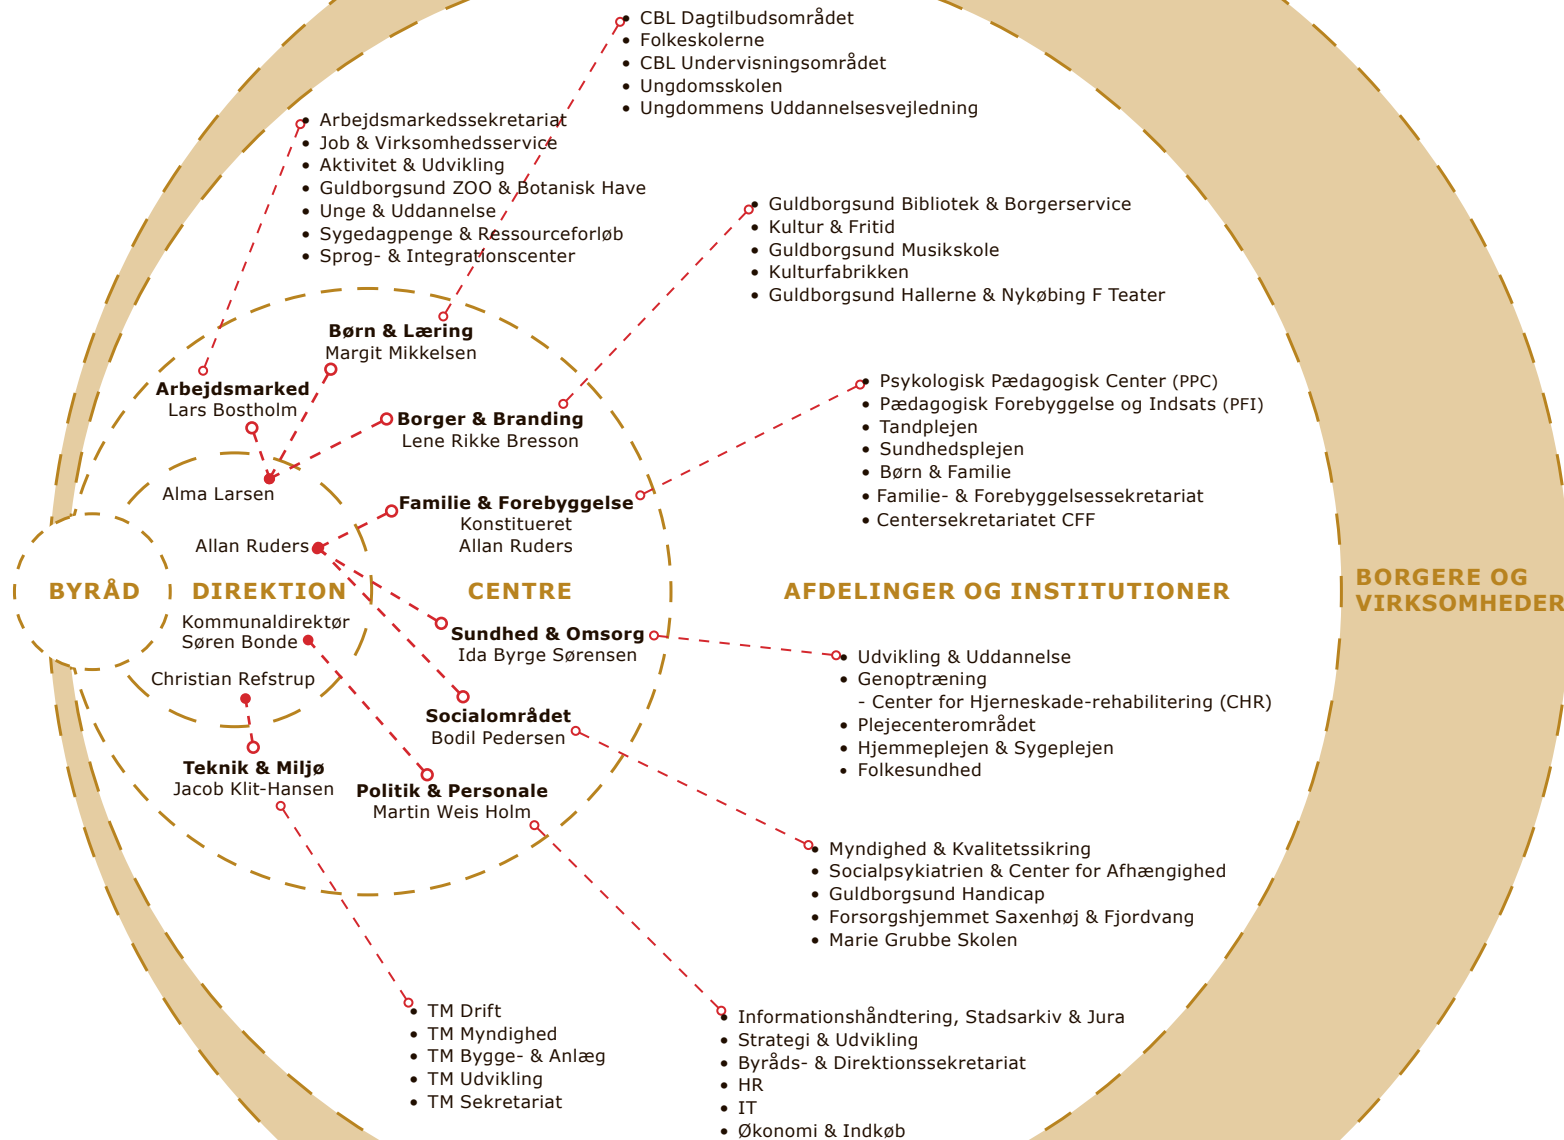 • CBL Dagtilbudsområdet
• Folkeskolerne
• CBL Undervisningsområdet
• Ungdomsskolen
• Ungdommens Uddannelsesvejledning
• Arbejdsmarkedssekretariat
• Job & Virksomhedsservice
• Aktivitet & Udvikling
• Guldborgsund ZOO & Botanisk Have
• Unge & Uddannelse
• Sygedagpenge & Ressourceforløb
• Sprog- & Integrationscenter
• Guldborgsund Bibliotek & Borgerservice
• Kultur & Fritid
• Guldborgsund Musikskole
• Kulturfabrikken
• Guldborgsund Hallerne & Nykøbing F Teater
Børn & Læring
Margit Mikkelsen
Arbejdsmarked
Lars Bostholm
Borger & Branding
Lene Rikke Bresson
• Psykologisk Pædagogisk Center (PPC)
• Pædagogisk Forebyggelse og Indsats (PFI)
• Tandplejen
• Sundhedsplejen
• Børn & Familie
• Familie- & Forebyggelsessekretariat
• Centersekretariatet CFF
Alma Larsen
Familie & Forebyggelse
Konstitueret
Allan Ruders
Allan Ruders
BYRÅD
DIREKTION
CENTRE
AFDELINGER OG INSTITUTIONER
BORGERE OG
VIRKSOMHEDER
Kommunaldirektør
Søren Bonde
Sundhed & Omsorg
Ida Byrge Sørensen
• Udvikling & Uddannelse
• Genoptræning
- Center for Hjerneskade-rehabilitering (CHR)
• Plejecenterområdet
• Hjemmeplejen & Sygeplejen
• Folkesundhed
Christian Refstrup
Socialområdet
Bodil Pedersen
Teknik & Miljø
Jacob Klit-Hansen
Politik & Personale
Martin Weis Holm
• Myndighed & Kvalitetssikring
• Socialpsykiatrien & Center for Afhængighed
• Guldborgsund Handicap
• Forsorgshjemmet Saxenhøj & Fjordvang
• Marie Grubbe Skolen
• TM Drift
• TM Myndighed
• TM Bygge- & Anlæg
• TM Udvikling
• TM Sekretariat
• Informationshåndtering, Stadsarkiv & Jura
• Strategi & Udvikling
• Byråds- & Direktionssekretariat
• HR
• IT
• Økonomi & Indkøb